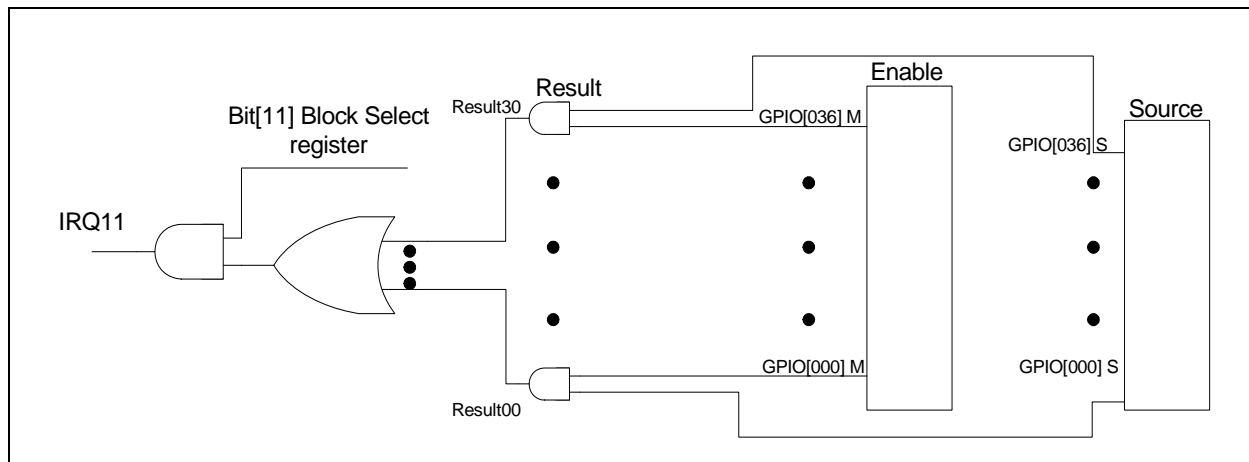 Enable
Result
Source
Result30
Bit[11] Block Select
register
GPIO[036] M
GPIO[036] S
IRQ11
GPIO[000] M
GPIO[000] S
Result00